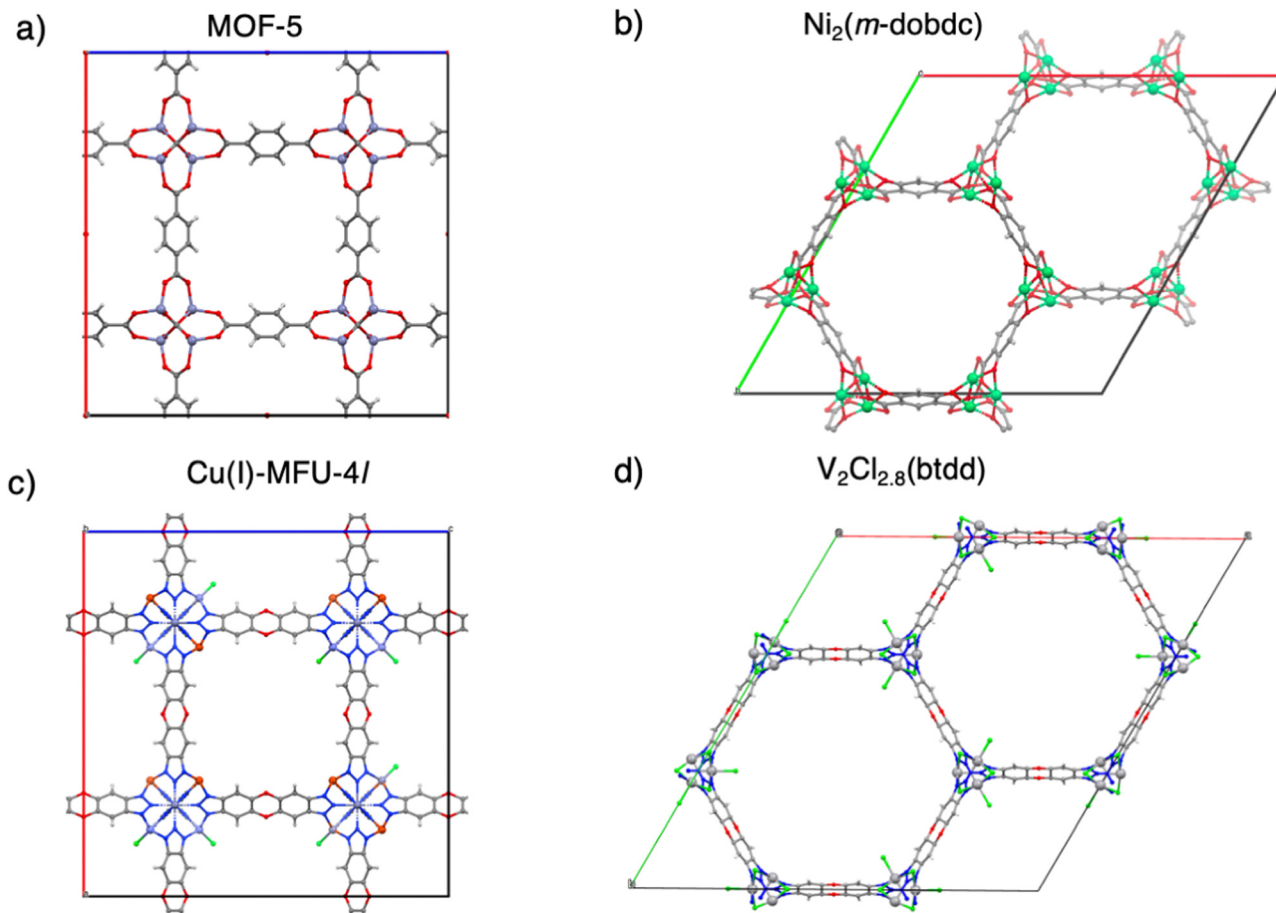 a) MOF-5
b) Ni₂(m-dobdc)
c) Cu(I)-MFU-4l
d) V₂Cl₂.₈(btdd)